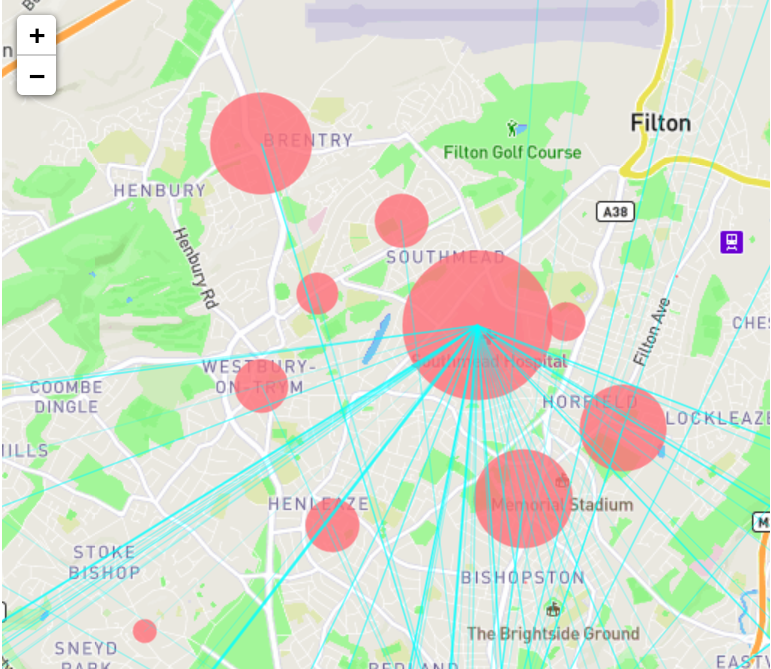 +
−
BRENTRY
Filton
Filton Golf Course
HENBURY
A38
Henbury Rd
SOUTHMEAD
Filton Ave
CHES
Southmead Hospital
WESTBURY-
ON-TRYM
COOMBE
DINGLE
HORFIELD
LOCKLEAZE
HILLS
HENLEAZE
Memorial Stadium
M
STOKE
BISHOP
BISHOPSTON
The Brightside Ground
SNEYD
PARK
REDLAND
EAST